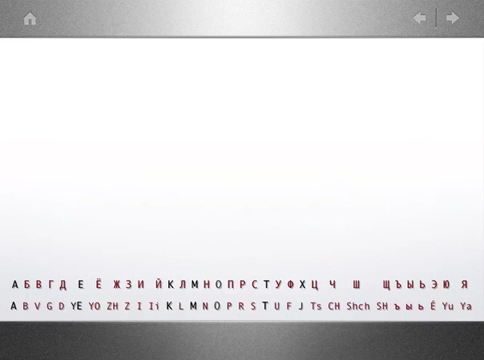 А Б В Г Д Е Ё Ж З И Й К Л М Н О П Р С Т У Ф Х Ц Ч Ш Щ Ъ Ы Ь Э Ю Я
A B V G D YE YO ZH Z I Ii K L M N O P R S T U F J Ts CH Shch SH ъ ы ь Ē Yu Ya